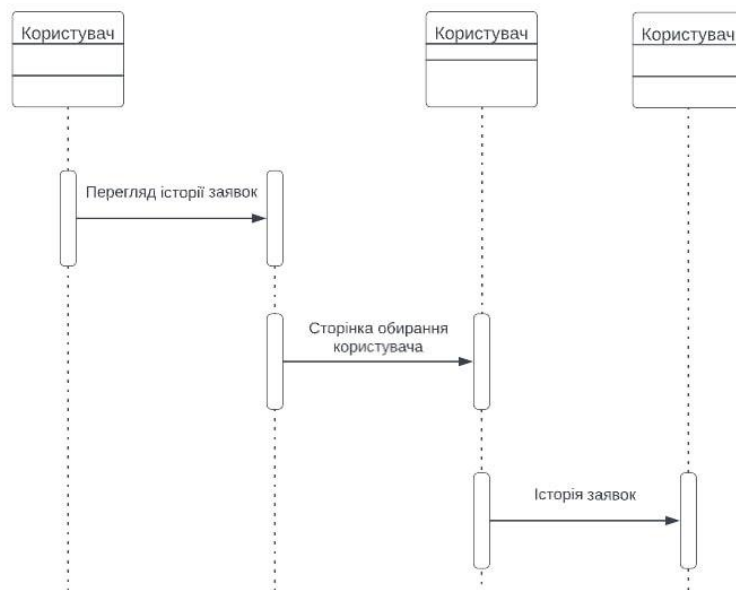 Користувач
Користувач
Користувач
Перегляд історії заявок
Сторінка обирання
користувача
Історія заявок